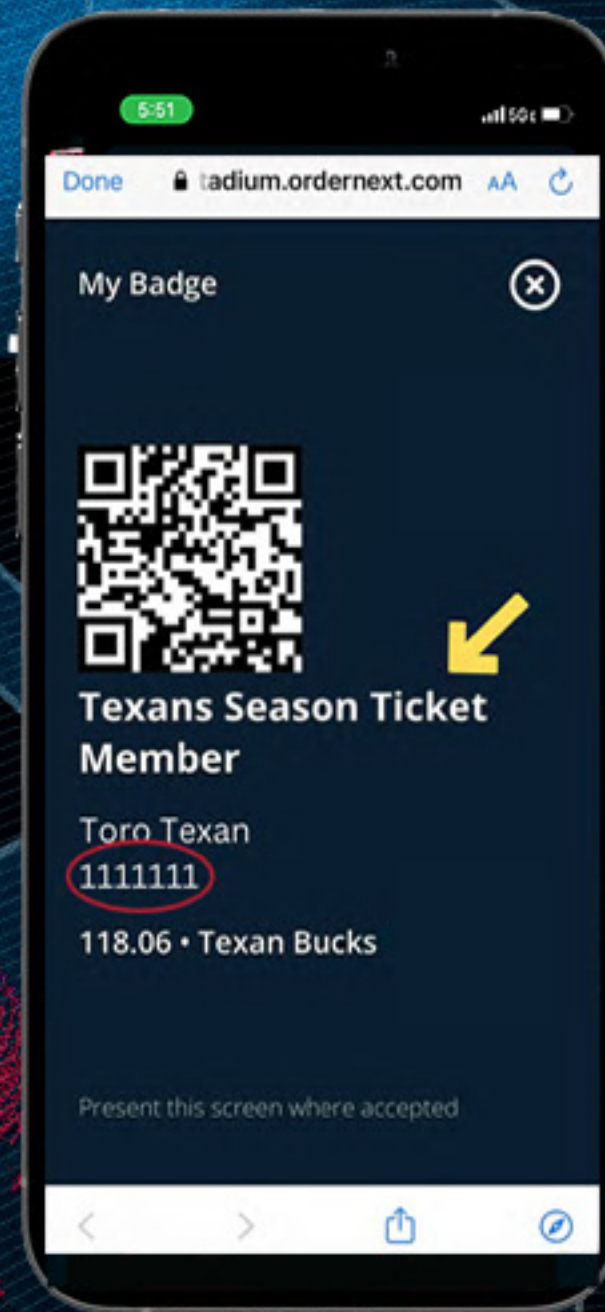 5:51
5G
Done tadium.ordernext.com AA
My Badge
Texans Season Ticket
Member
Toro Texan
1111111
118.06 • Texan Bucks
Present this screen where accepted